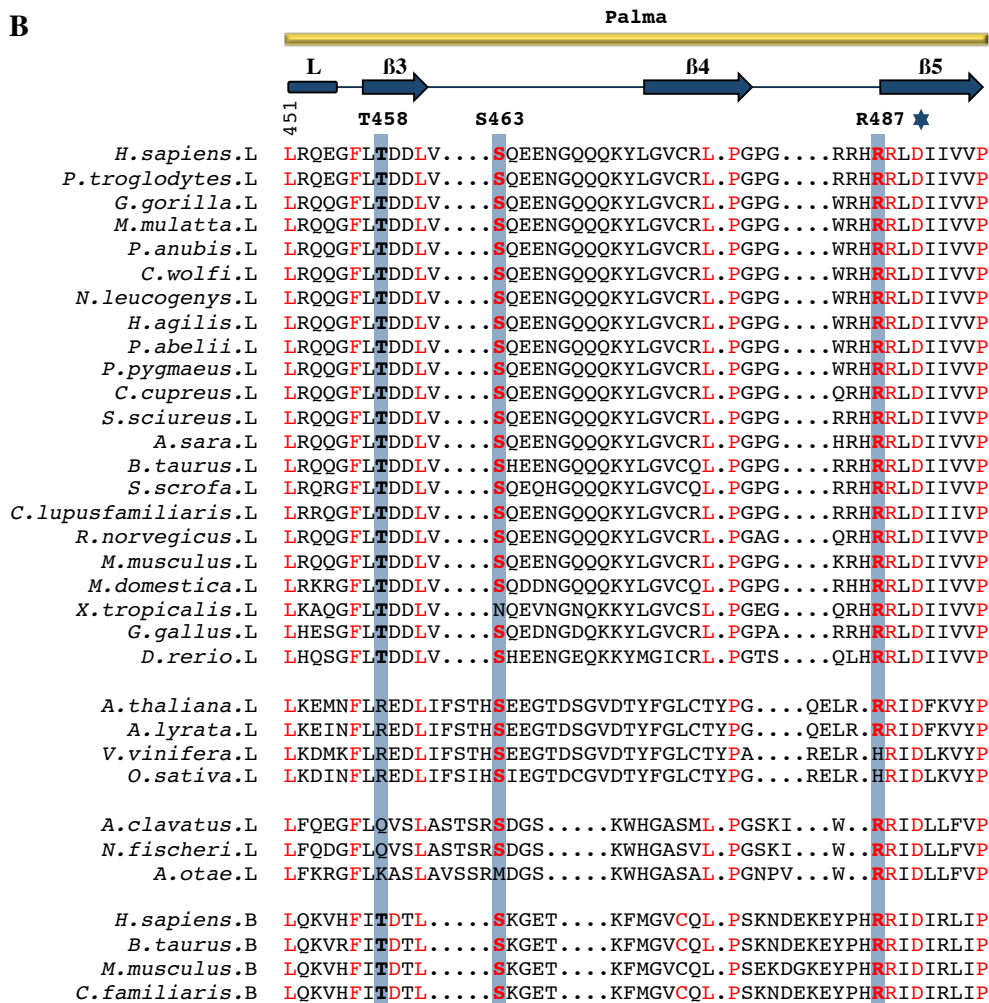 B
Palma
L ß3 ß4 ß5
451 T458 S463 R487
H.sapiens.L LRQEGFLTDDLV....SQEENGQQQKYLGVCRL.PGPG....RRHRRLDIIVVP
P.troglodytes.L LRQEGFLTDDLV....SQEENGQQQKYLGVCRL.PGPG....RRHRRLDIIVVP
G.gorilla.L LRQQGFLTDDLV....SQEENGQQQKYLGVCRL.PGPG....WRHRRLDIIVVP
M.mulatta.L LRQQGFLTDDLV....SQEENGQQQKYLGVCRL.PGPG....WRHRRLDIIVVP
P.anubis.L LRQQGFLTDDLV....SQEENGQQQKYLGVCRL.PGPG....WRHRRLDIIVVP
C.wolfi.L LRQQGFLTDDLV....SQEENGQQQKYLGVCRL.PGPG....WRHRRLDIIVVP
N.leucogenys.L LRQQGFLTDDLV....SQEENGQQQKYLGVCRL.PGPG....WRHRRLDIIVVP
H.agilis.L LRQQGFLTDDLV....SQEENGQQQKYLGVCRL.PGPG....WRHRRLDIIVVP
P.abelii.L LRQQGFLTDDLV....SQEENGQQQKYLGVCRL.PGPG....WRHRRLDIIVVP
P.pygmaeus.L LRQQGFLTDDLV....SQEENGQQQKYLGVCRL.PGPG....WRHRRLDIIVVP
C.cupreus.L LRQQGFLTDDLV....SQEENGQQQKYLGVCRL.PGPG....QRHRRLDIIVVP
S.sciureus.L LRQQGFLTDDLV....SQEENGQQQKYLGVCRL.PGPG....RRHRRLDIIVVP
A.sara.L LRQQGFLTDDLV....SQEENGQQQKYLGVCRL.PGPG....HRHRRLDIIVVP
B.taurus.L LRQQGFLTDDLV....SHEENGQQQKYLGVCQL.PGPG....RRHRRLDIIVVP
S.scrofa.L LRQRGFLTDDLV....SQEQHGQQQKYLGVCQL.PGPG....RRHRRLDIIVVP
C.lupusfamiliaris.L LRRQGFLTDDLV....SQEENGQQQKYLGVCRL.PGPG....RRHRRLDIIIVP
R.norvegicus.L LRQQGFLTDDLV....SQEENGQQQKYLGVCRL.PGAG....QRHRRLDIIVVP
M.musculus.L LRQQGFLTDDLV....SQEENGQQQKYLGVCRL.PGPG....KRHRRLDIIVVP
M.domestica.L LRKRGFLTDDLV....SQDDNGQQQKYLGVCQL.PGPG....RHHRRLDIIVVP
X.tropicalis.L LKAQGFLTDDLV....NQEVNGNQKKYLGVCSL.PGEG....QRHRRLDIIVVP
G.gallus.L LHESGFLTDDLV....SQEDNGDQKKYLGVCRL.PGPA....RRHRRLDIIVVP
D.rerio.L LHQSGFLTDDLV....SHEENGEQKKYMGICRL.PGTS....QLHRRLDIIVVP
A.thaliana.L LKEMNFLREDLIFSTHSEEGTDSGVDTYFGLCTYPG....QELR.RRIDFKVYP
A.lyrata.L LKEINFLREDLIFSTHSEEGTDSGVDTYFGLCTYPG....QELR.RRIDFKVYP
V.vinifera.L LKDMKFLREDLIFSTHSEEGTDSGVDTYFGLCTYPA....RELR.HRIDLKVYP
O.sativa.L LKDINFLREDLIFSIHSIEGTDCGVDTYFGLCTYPG....RELR.HRIDLKVYP
A.clavatus.L LFQEGFLQVSLASTSRSDGS.....KWHGASML.PGSKI...W..RRIDLLFVP
N.fischeri.L LFQDGFLQVSLASTSRSDGS.....KWHGASVL.PGSKI...W..RRIDLLFVP
A.otae.L LFKRGFLKASLAVSSRMDGS.....KWHGASAL.PGNPV...W..RRIDLLFVP
H.sapiens.B LQKVHFITDTL.....SKGET....KFMGVCQL.PSKNDEKEYPHRRIDIRLIP
B.taurus.B LQKVRFITDTL.....SKGET....KFMGVCQL.PSKNDEKEYPHRRIDIRLIP
M.musculus.B LQKVHFITDTL.....SKGET....KFMGVCQL.PSEKDGKEYPHRRIDIRLIP
C.familiaris.B LQKVHFITDTL.....SKGET....KFMGVCQL.PSKNDEKEYPHRRIDIRLIP